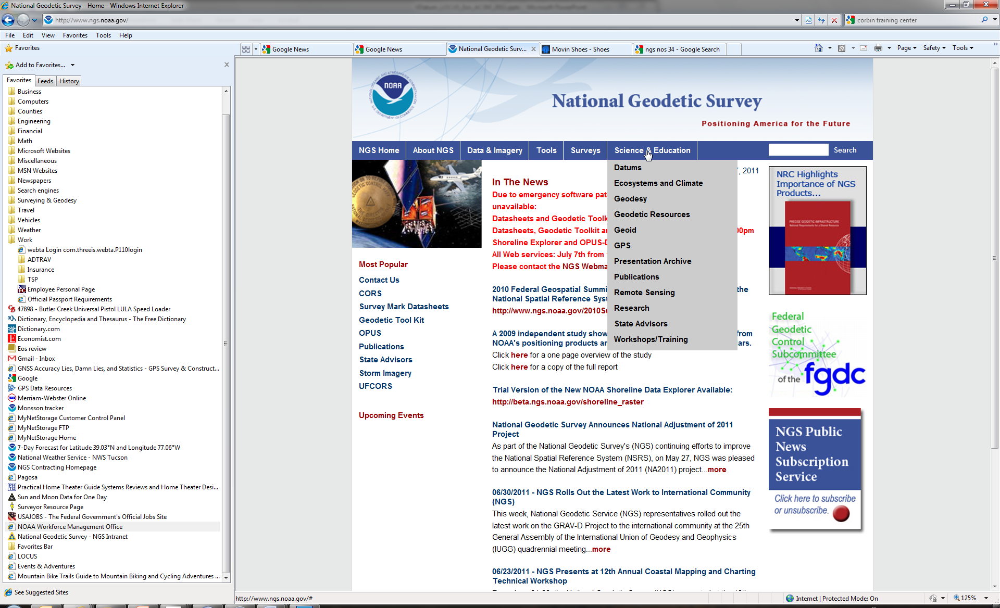 National Geodetic Survey - Home - Windows Internet Explorer
http://www.ngs.noaa.gov/
corbin training center
File Edit View Favorites Tools Help
Favorites
Google News
Google News
National Geodetic Surv...
Movin Shoes - Shoes
ngs nos 34 - Google Search
Page Safety Tools
Add to Favorites...
Favorites Feeds History
Business
Computers
Counties
Engineering
Financial
Math
Microsoft Websites
Miscellaneous
MSN Websites
Newspapers
Search engines
Surveying & Geodesy
Travel
Vehicles
Weather
Work
webta Login com.threeis.webta.P110login
ADTRAV
Insurance
TSP
Employee Personal Page
Official Passport Requirements
47898 - Butler Creek Universal Pistol LULA Speed Loader
Dictionary, Encyclopedia and Thesaurus - The Free Dictionary
Dictionary.com
Economist.com
Eos review
Gmail - Inbox
GNSS Accuracy Lies, Damn Lies, and Statistics - GPS Survey & Construct...
Google
GPS Data Resources
Merriam-Webster Online
Monsson tracker
MyNetStorage Customer Control Panel
MyNetStorage FTP
MyNetStorage Home
7-Day Forecast for Latitude 39.03°N and Longitude 77.06°W
National Weather Service - NWS Tucson
NGS Contracting Homepage
Pagosa
Practical Home Theater Guide Systems Reviews and Home Theater Desi...
Sun and Moon Data for One Day
Surveyor Resource Page
USAJOBS - The Federal Government's Official Jobs Site
NOAA Workforce Management Office
National Geodetic Survey - NGS Intranet
Favorites Bar
LOCUS
Events & Adventures
Mountain Bike Trails Guide to Mountain Biking and Cycling Adventures ...
See Suggested Sites
NOAA
National Geodetic Survey
Positioning America for the Future
NGS Home About NGS Data & Imagery Tools Surveys Science & Education Search
Datums
Ecosystems and Climate
Geodesy
Geodetic Resources
Geoid
GPS
Presentation Archive
Publications
Remote Sensing
Research
State Advisors
Workshops/Training
Most Popular
Contact Us
CORS
Survey Mark Datasheets
Geodetic Tool Kit
OPUS
Publications
State Advisors
Storm Imagery
UFCORS
Upcoming Events
, 2011
In The News
Due to emergency software pat
unavailable:
Datasheets and Geodetic Toolk
Datasheets, Geodetic Toolkit an 00pm
Shoreline Explorer and OPUS-D
All Web services: July 7th from
Please contact the NGS Webma
2010 Federal Geospatial Summi the
National Spatial Reference Syst
http://www.ngs.noaa.gov/2010Su
A 2009 independent study show from
NOAA's positioning products an ars.
Click here for a one page overview of the study
Click here for a copy of the full report
Trial Version of the New NOAA Shoreline Data Explorer Available:
http://beta.ngs.noaa.gov/shoreline_raster
National Geodetic Survey Announces National Adjustment of 2011
Project
As part of the National Geodetic Survey's (NGS) continuing efforts to improve
the National Spatial Reference System (NSRS), on May 27, NGS was pleased
to announce the National Adjustment of 2011 (NA2011) project...more
06/30/2011 - NGS Rolls Out the Latest Work to International Community
(NGS)
This week, National Geodetic Service (NGS) representatives rolled out the
latest work on the GRAV-D Project to the international community at the 25th
General Assembly of the International Union of Geodesy and Geophysics
(IUGG) quadrennial meeting...more
06/23/2011 - NGS Presents at 12th Annual Coastal Mapping and Charting
Technical Workshop
NRC Highlights
Importance of NGS
Products...
PRECISE GEODETIC INFRASTRUCTURE
National Requirements for a Shared Resource
Federal
Geodetic
Control
Subcommittee
of the fgdc
NGS Public
News
Subscription
Service
Click here to subscribe
or unsubscribe.
http://www.ngs.noaa.gov/#
Internet | Protected Mode: On
125%